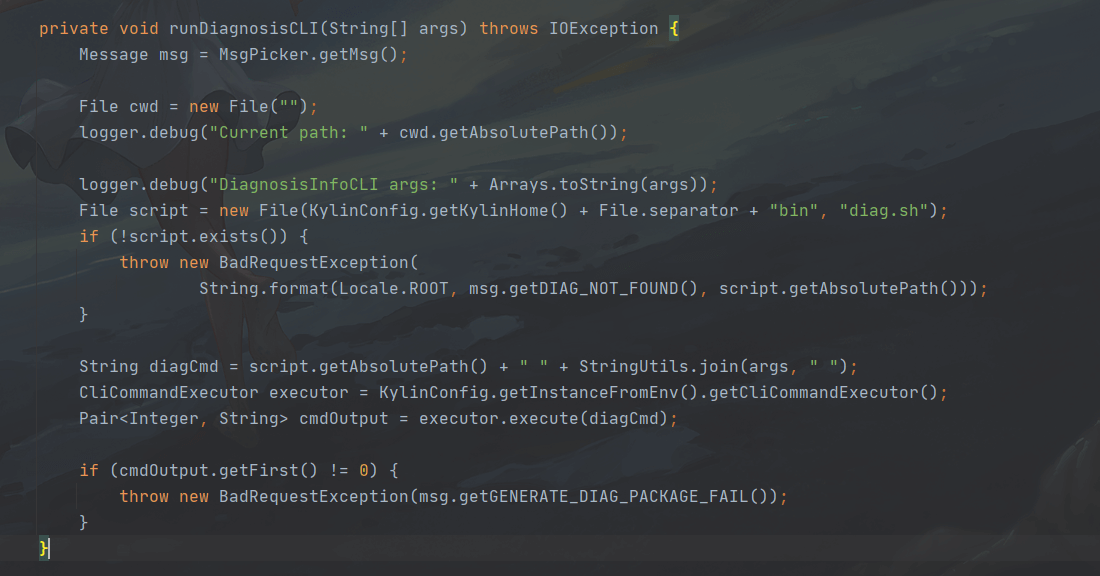 private void runDiagnosisCLI(String[] args) throws IOException {
    Message msg = MsgPicker.getMsg();

    File cwd = new File("");
    logger.debug("Current path: " + cwd.getAbsolutePath());

    logger.debug("DiagnosisInfoCLI args: " + Arrays.toString(args));
    File script = new File(KylinConfig.getKylinHome() + File.separator + "bin", "diag.sh");
    if (!script.exists()) {
        throw new BadRequestException(
                String.format(Locale.ROOT, msg.getDIAG_NOT_FOUND(), script.getAbsolutePath()));
    }

    String diagCmd = script.getAbsolutePath() + " " + StringUtils.join(args, " ");
    CliCommandExecutor executor = KylinConfig.getInstanceFromEnv().getCliCommandExecutor();
    Pair<Integer, String> cmdOutput = executor.execute(diagCmd);

    if (cmdOutput.getFirst() != 0) {
        throw new BadRequestException(msg.getGENERATE_DIAG_PACKAGE_FAIL());
    }
}